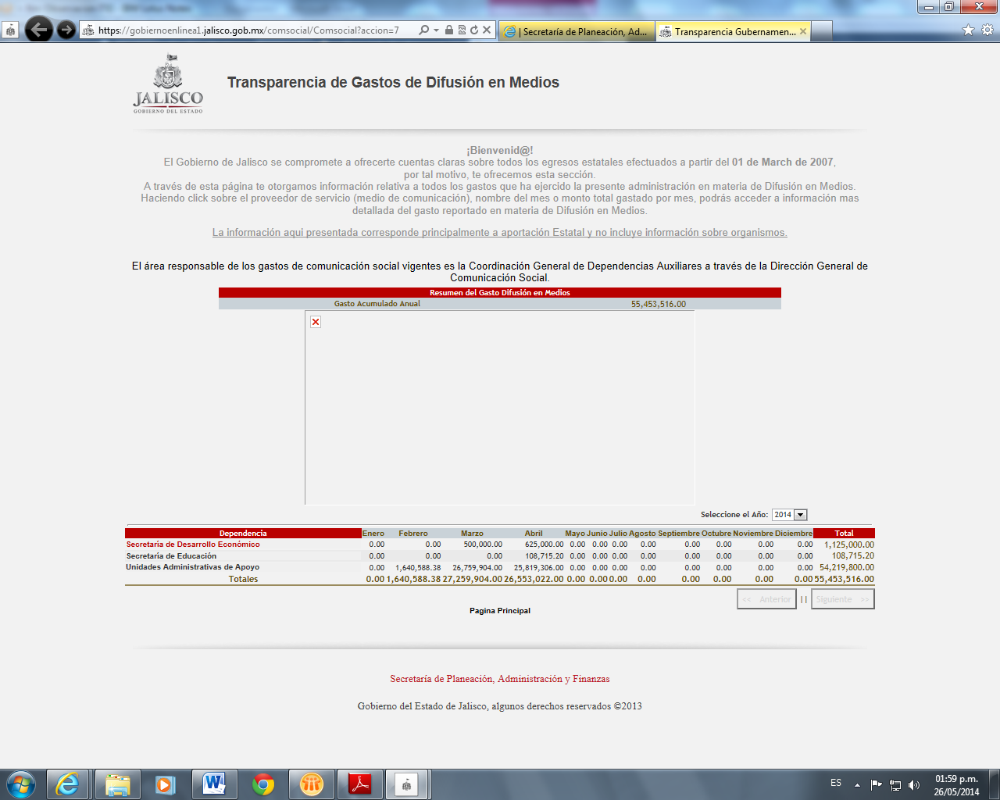 https://gobiernoenlinea1.jalisco.gob.mx/comsocial/Comsocial?accion=7
| Secretaría de Planeación, Ad...
Transparencia Gubernamen...
JALISCO
GOBIERNO DEL ESTADO
Transparencia de Gastos de Difusión en Medios
¡Bienvenid@!
El Gobierno de Jalisco se compromete a ofrecerte cuentas claras sobre todos los egresos estatales efectuados a partir del 01 de March de 2007,
por tal motivo, te ofrecemos esta sección.
A través de esta página te otorgamos información relativa a todos los gastos que ha ejercido la presente administración en materia de Difusión en Medios.
Haciendo click sobre el proveedor de servicio (medio de comunicación), nombre del mes o monto total gastado por mes, podrás acceder a información mas
detallada del gasto reportado en materia de Difusión en Medios.
La información aqui presentada corresponde principalmente a aportación Estatal y no incluye información sobre organismos.
El área responsable de los gastos de comunicación social vigentes es la Coordinación General de Dependencias Auxiliares a través de la Dirección General de
Comunicación Social.
Resumen del Gasto Difusión en Medios
Gasto Acumulado Anual 55,453,516.00
Seleccione el Año: 2014
Dependencia Enero Febrero Marzo Abril Mayo Junio Julio Agosto Septiembre Octubre Noviembre Diciembre Total
Secretaría de Desarrollo Económico 0.00 0.00 500,000.00 625,000.00 0.00 0.00 0.00 0.00 0.00 0.00 0.00 0.00 1,125,000.00
Secretaría de Educación 0.00 0.00 0.00 108,715.20 0.00 0.00 0.00 0.00 0.00 0.00 0.00 0.00 108,715.20
Unidades Administrativas de Apoyo 0.00 1,640,588.38 26,759,904.00 25,819,306.00 0.00 0.00 0.00 0.00 0.00 0.00 0.00 0.00 54,219,800.00
Totales 0.00 1,640,588.38 27,259,904.00 26,553,022.00 0.00 0.00 0.00 0.00 0.00 0.00 0.00 0.00 55,453,516.00
<< Anterior || Siguiente >>
Pagina Principal
Secretaría de Planeación, Administración y Finanzas
Gobierno del Estado de Jalisco, algunos derechos reservados ©2013
ES
01:59 p.m.
26/05/2014